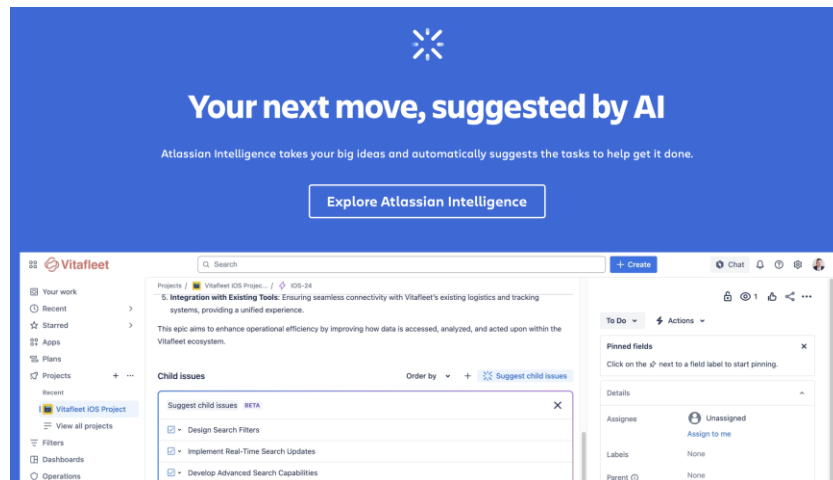 Your next move, suggested by AI
Atlassian Intelligence takes your big ideas and automatically suggests the tasks to help get it done.
Explore Atlassian Intelligence
Vitafleet
Search
+ Create
Chat
Your work
Recent
Starred
Apps
Plans
Projects
Recent
Vitafleet iOS Project
View all projects
Filters
Dashboards
Operations
Projects / Vitafleet iOS Projec... / IOS-24
5. Integration with Existing Tools: Ensuring seamless connectivity with Vitafleet's existing logistics and tracking
systems, providing a unified experience.
This epic aims to enhance operational efficiency by improving how data is accessed, analyzed, and acted upon within the
Vitafleet ecosystem.
Child issues
Order by
+
Suggest child issues
Suggest child issues BETA
Design Search Filters
Implement Real-Time Search Updates
Develop Advanced Search Capabilities
1
To Do
Actions
Pinned fields
Click on the next to a field label to start pinning.
Details
Assignee
Unassigned
Assign to me
Labels
None
Parent
None